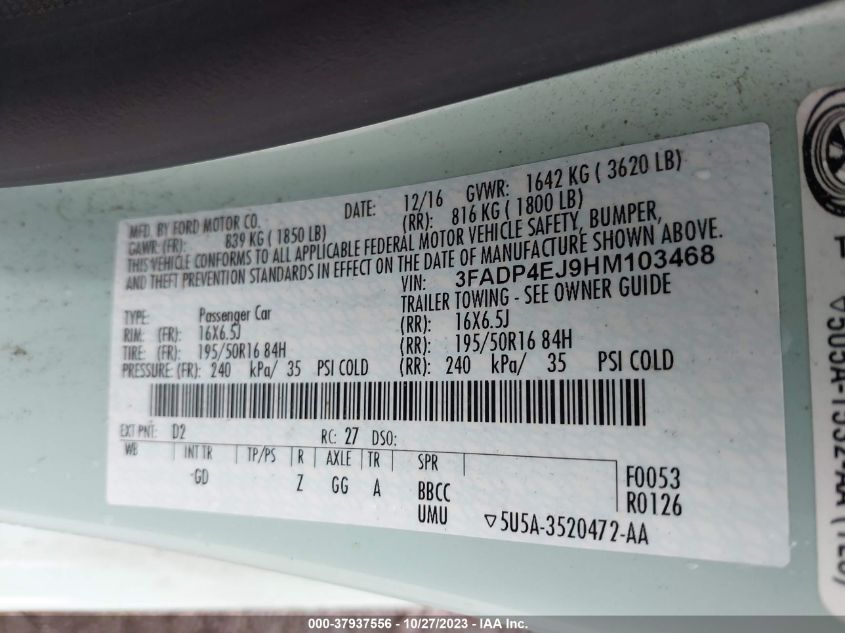 MFD. BY FORD MOTOR CO. DATE: 12/16 GVWR: 1642 KG ( 3620 LB)
GAWR: (FR): 839 KG ( 1850 LB) (RR): 816 KG ( 1800 LB)
THIS VEHICLE CONFORMS TO ALL APPLICABLE FEDERAL MOTOR VEHICLE SAFETY, BUMPER,
AND THEFT PREVENTION STANDARDS IN EFFECT ON THE DATE OF MANUFACTURE SHOWN ABOVE.
VIN: 3FADP4EJ9HM103468
TRAILER TOWING - SEE OWNER GUIDE
TYPE: Passenger Car
RIM: (FR): 16X6.5J (RR): 16X6.5J
TIRE: (FR): 195/50R16 84H (RR): 195/50R16 84H
PRESSURE: (FR): 240 kPa/ 35 PSI COLD (RR): 240 kPa/ 35 PSI COLD
EXT PNT: D2 RC: 27 DSO:
WB INT TR TP/PS R AXLE TR SPR
-GD Z GG A BBCC
UMU
F0053
R0126
▽5U5A-3520472-AA
000-37937556 - 10/27/2023 - IAA Inc.